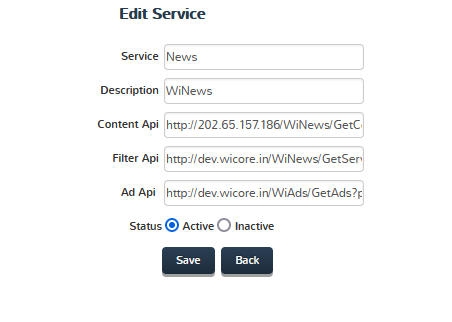 Edit Service
Service News
Description WiNews
Content Api http://202.65.157.186/WiNews/GetC
Filter Api http://dev.wicore.in/WiNews/GetServ
Ad Api http://dev.wicore.in/WiAds/GetAds?p
Status Active Inactive
Save Back